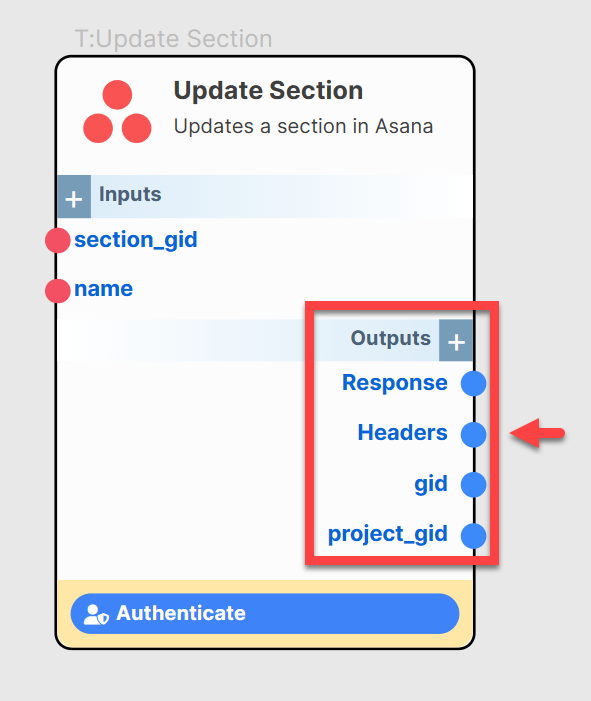 T:Update Section
Update Section
Updates a section in Asana
+ Inputs
section_gid
name
Outputs +
Response
Headers
gid
project_gid
Authenticate